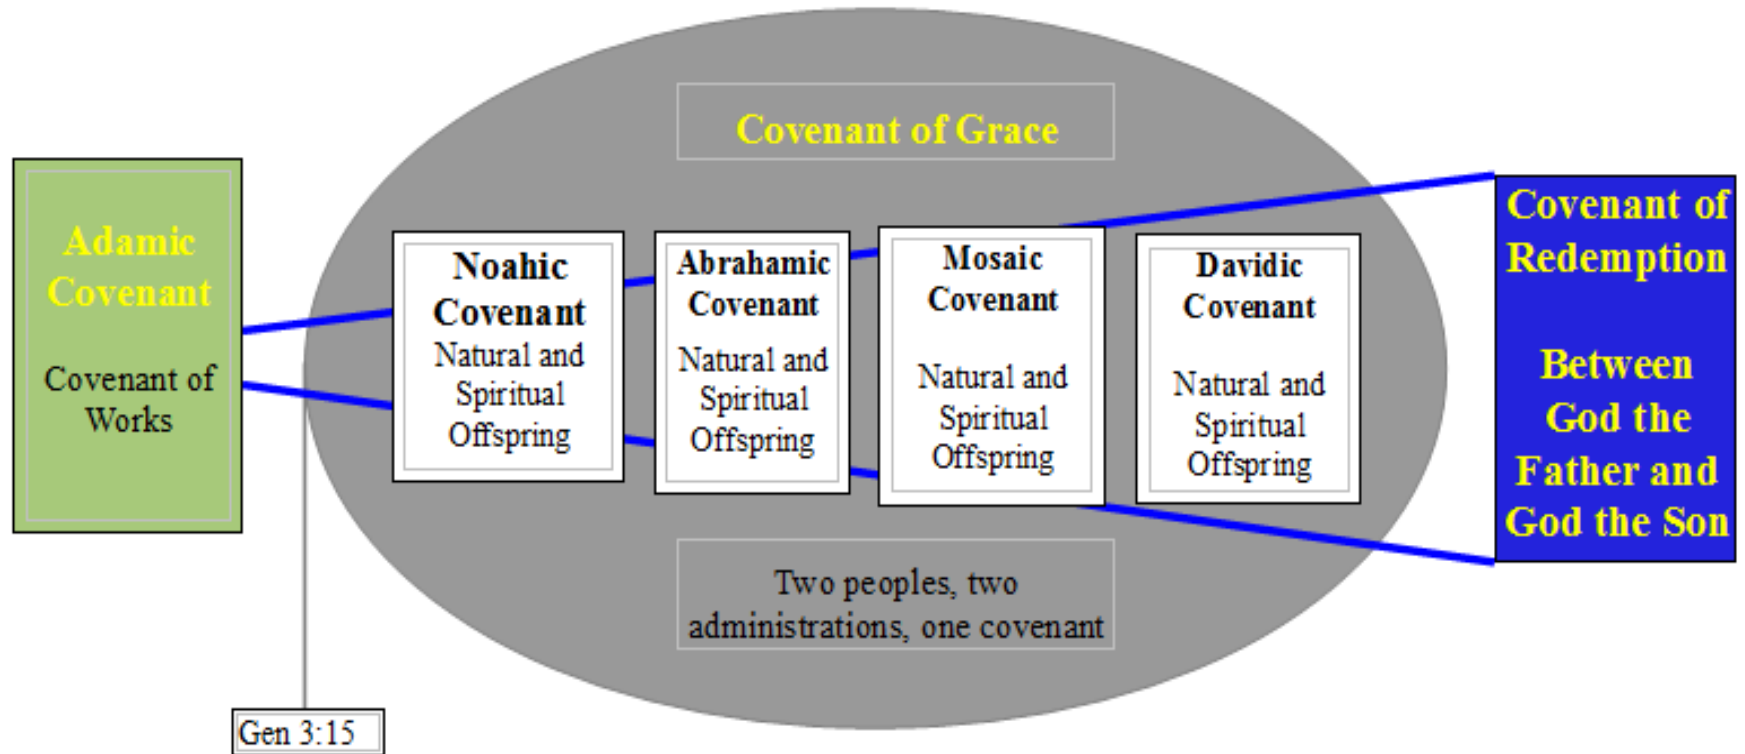 Covenant of Grace
Adamic
Covenant
Covenant of
Works
Noahic
Covenant
Natural and
Spiritual
Offspring
Abrahamic
Covenant
Natural and
Spiritual
Offspring
Mosaic
Covenant
Natural and
Spiritual
Offspring
Davidic
Covenant
Natural and
Spiritual
Offspring
Covenant of
Redemption
Between
God the
Father and
God the Son
Two peoples, two
administrations, one covenant
Gen 3:15